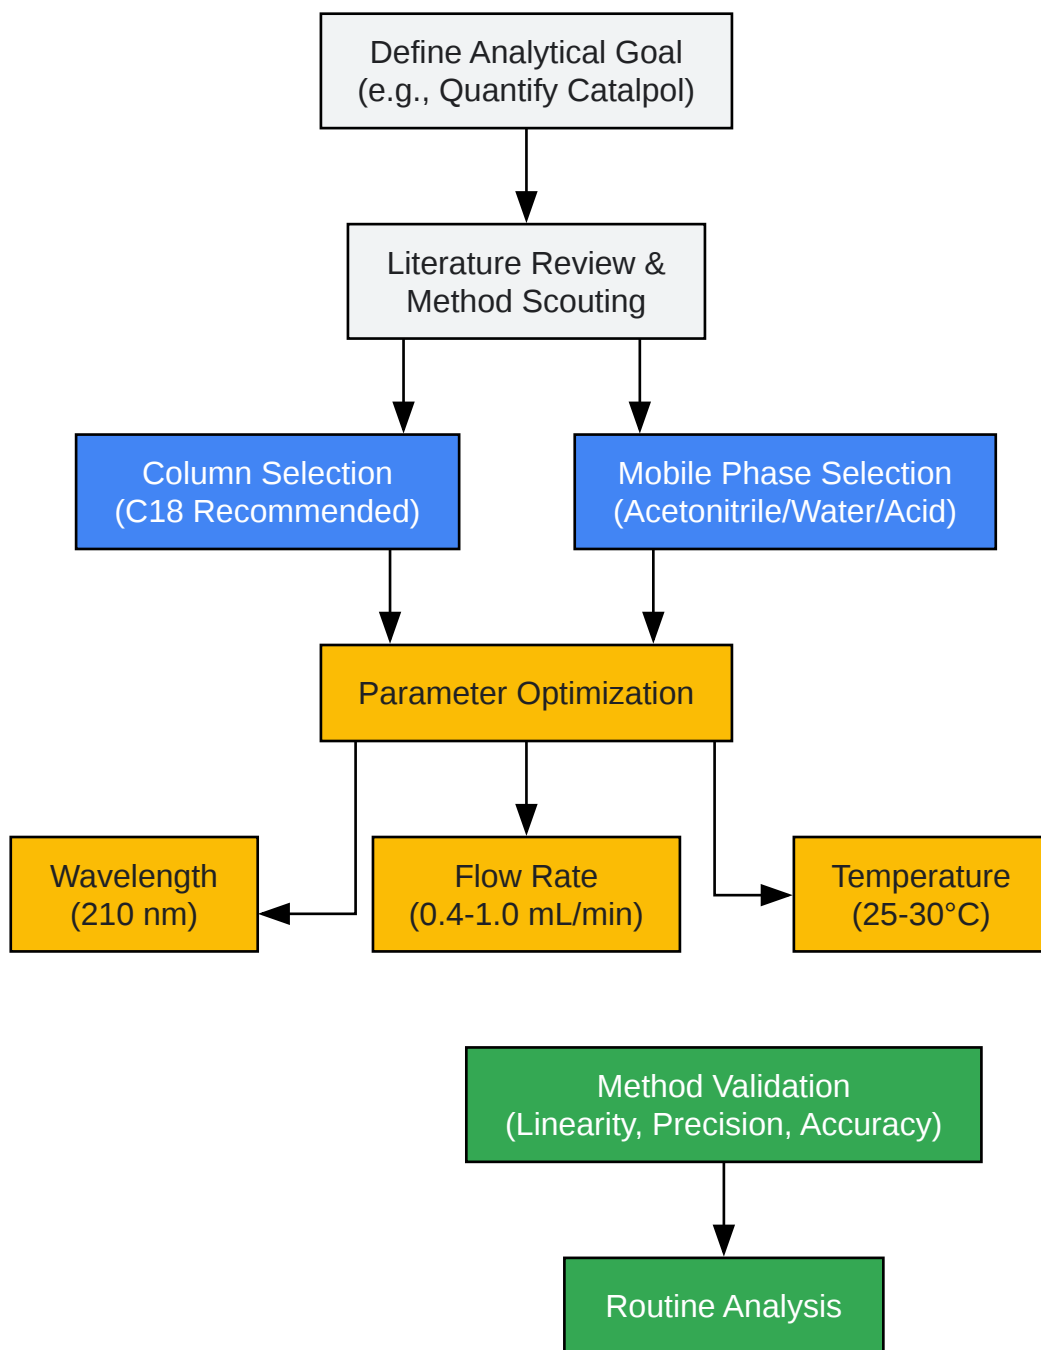 Define Analytical Goal
(e.g., Quantify Catalpol)
Literature Review &
Method Scouting
Column Selection
(C18 Recommended)
Mobile Phase Selection
(Acetonitrile/Water/Acid)
Parameter Optimization
Wavelength
(210 nm)
Flow Rate
(0.4-1.0 mL/min)
Temperature
(25-30°C)
Method Validation
(Linearity, Precision, Accuracy)
Routine Analysis